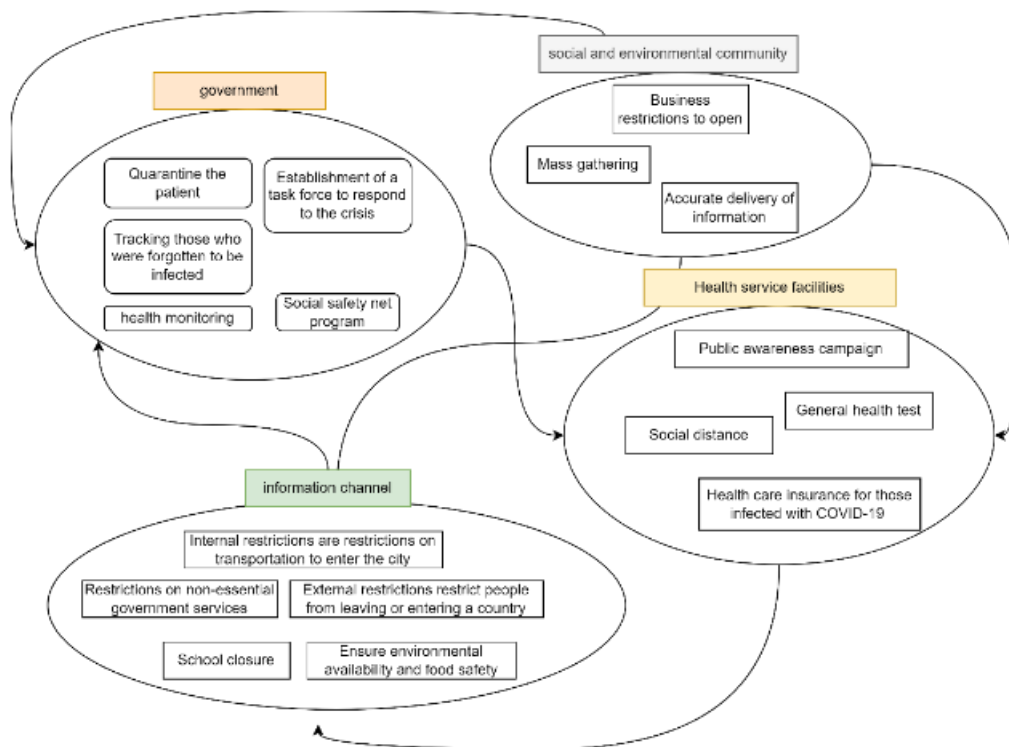 social and environmental community
Business
restrictions to open
Mass gathering
Accurate delivery of
information
government
Quarantine the
patient
Establishment of a
task force to respond
to the crisis
Tracking those who
were forgotten to be
infected
health monitoring
Social safety net
program
Health service facilities
Public awareness campaign
General health test
Social distance
Health care insurance for those
infected with COVID-19
information channel
Internal restrictions are restrictions on
transportation to enter the city
Restrictions on non-essential
government services
External restrictions restrict people
from leaving or entering a country
School closure
Ensure environmental
availability and food safety